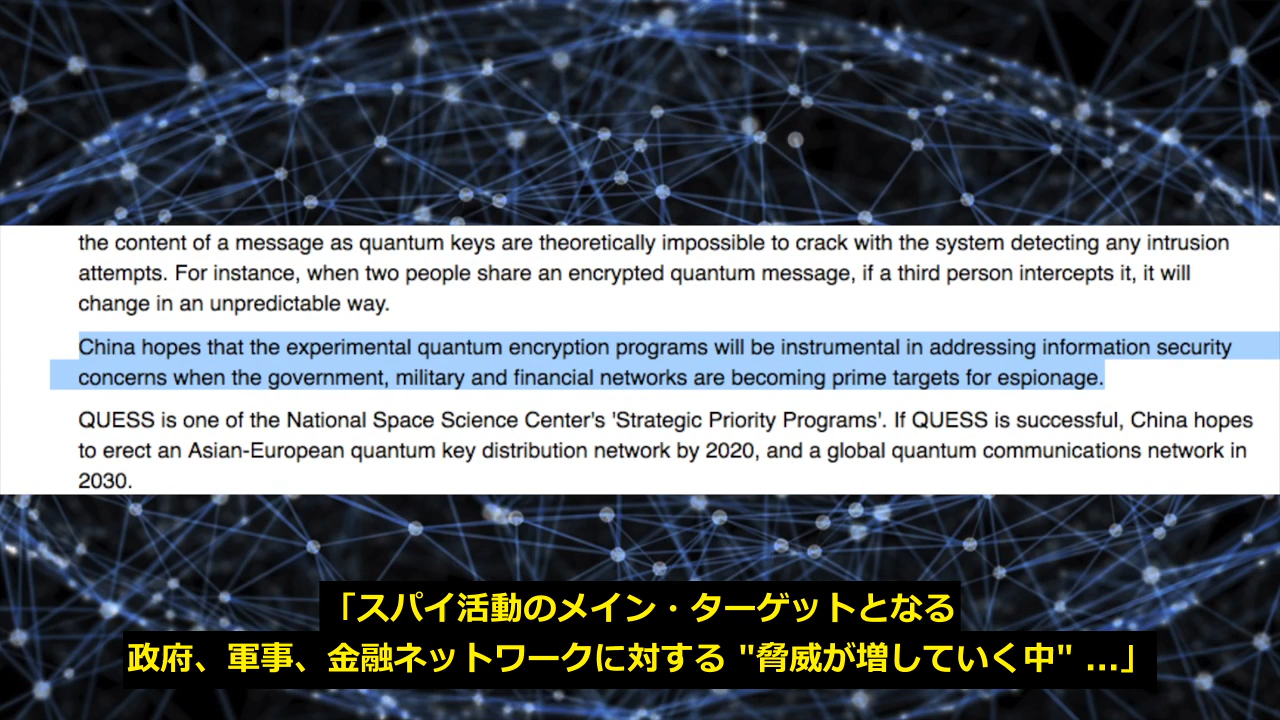 the content of a message as quantum keys are theoretically impossible to crack with the system detecting any intrusion
attempts. For instance, when two people share an encrypted quantum message, if a third person intercepts it, it will
change in an unpredictable way.
China hopes that the experimental quantum encryption programs will be instrumental in addressing information security
concerns when the government, military and financial networks are becoming prime targets for espionage.
QUESS is one of the National Space Science Center's 'Strategic Priority Programs'. If QUESS is successful, China hopes
to erect an Asian-European quantum key distribution network by 2020, and a global quantum communications network in
2030.
「スパイ活動のメイン・ターゲットとなる
政府、軍事、金融ネットワークに対する "脅威が増していく中" ...」